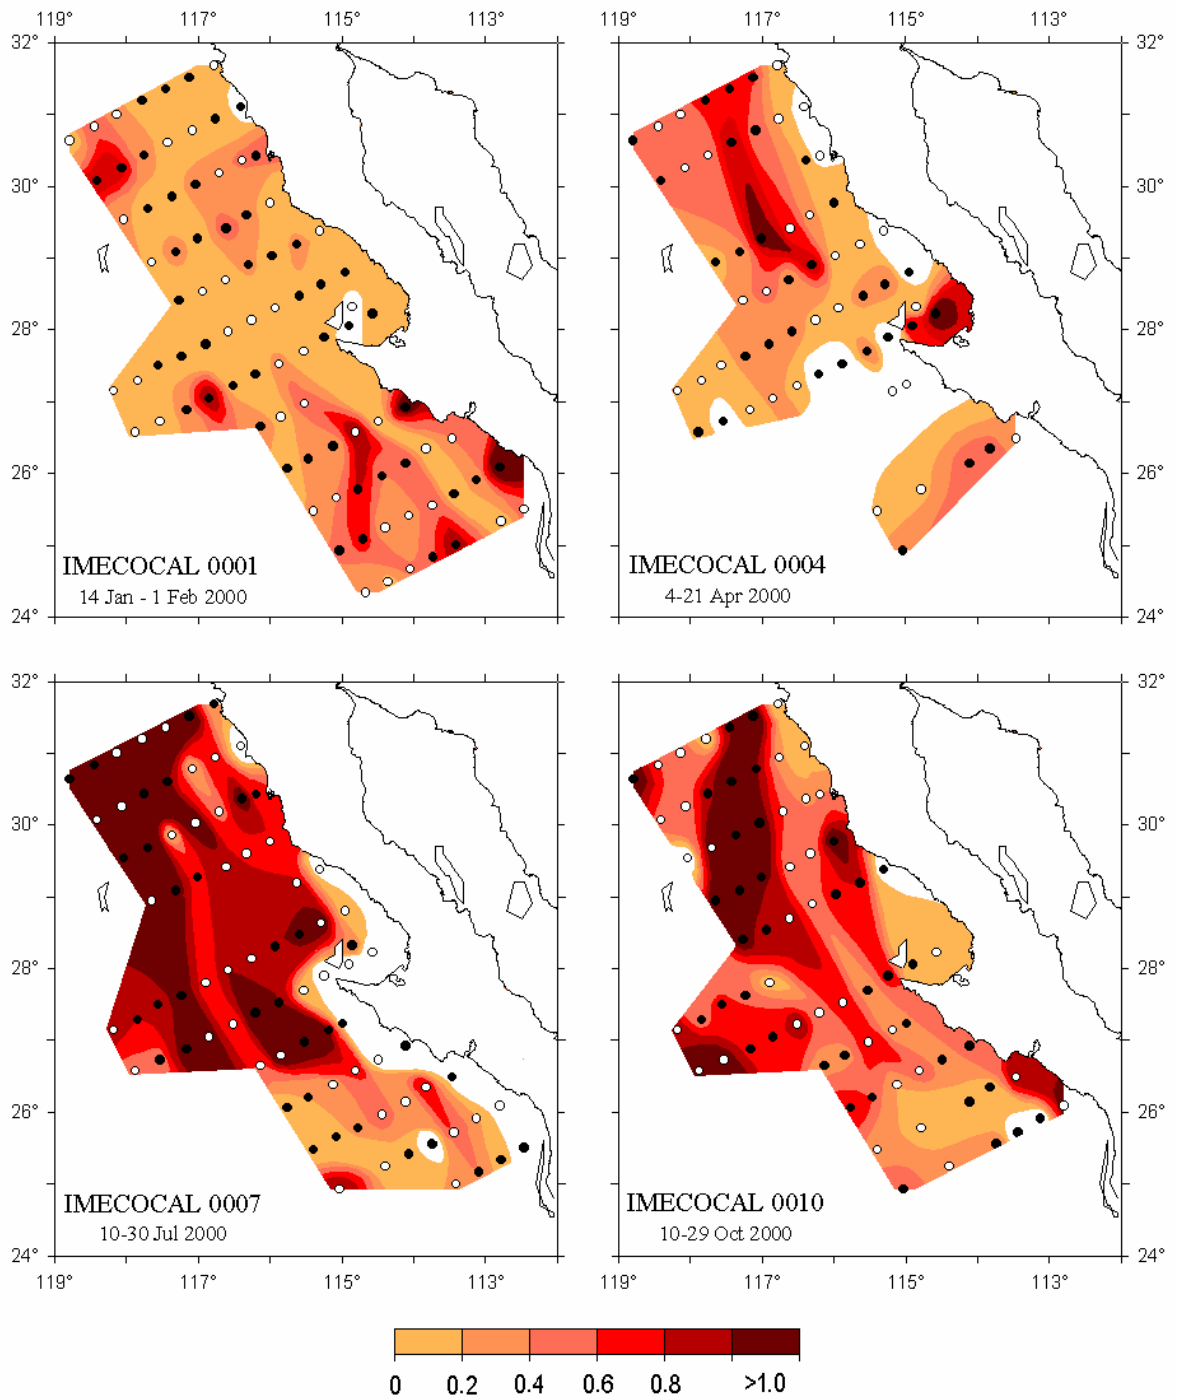 119° 117° 115° 113° 119° 117° 115° 113°
32° 32°
30° 30°
28° 28°
26° 26°
IMECOCAL 0001 IMECOCAL 0004
14 Jan - 1 Feb 2000 4-21 Apr 2000
24° 24°
32° 32°
30° 30°
28° 28°
26° 26°
IMECOCAL 0007 IMECOCAL 0010
10-30 Jul 2000 10-29 Oct 2000
24° 24°
119° 117° 115° 113° 119° 117° 115° 113°
0 0.2 0.4 0.6 0.8 >1.0